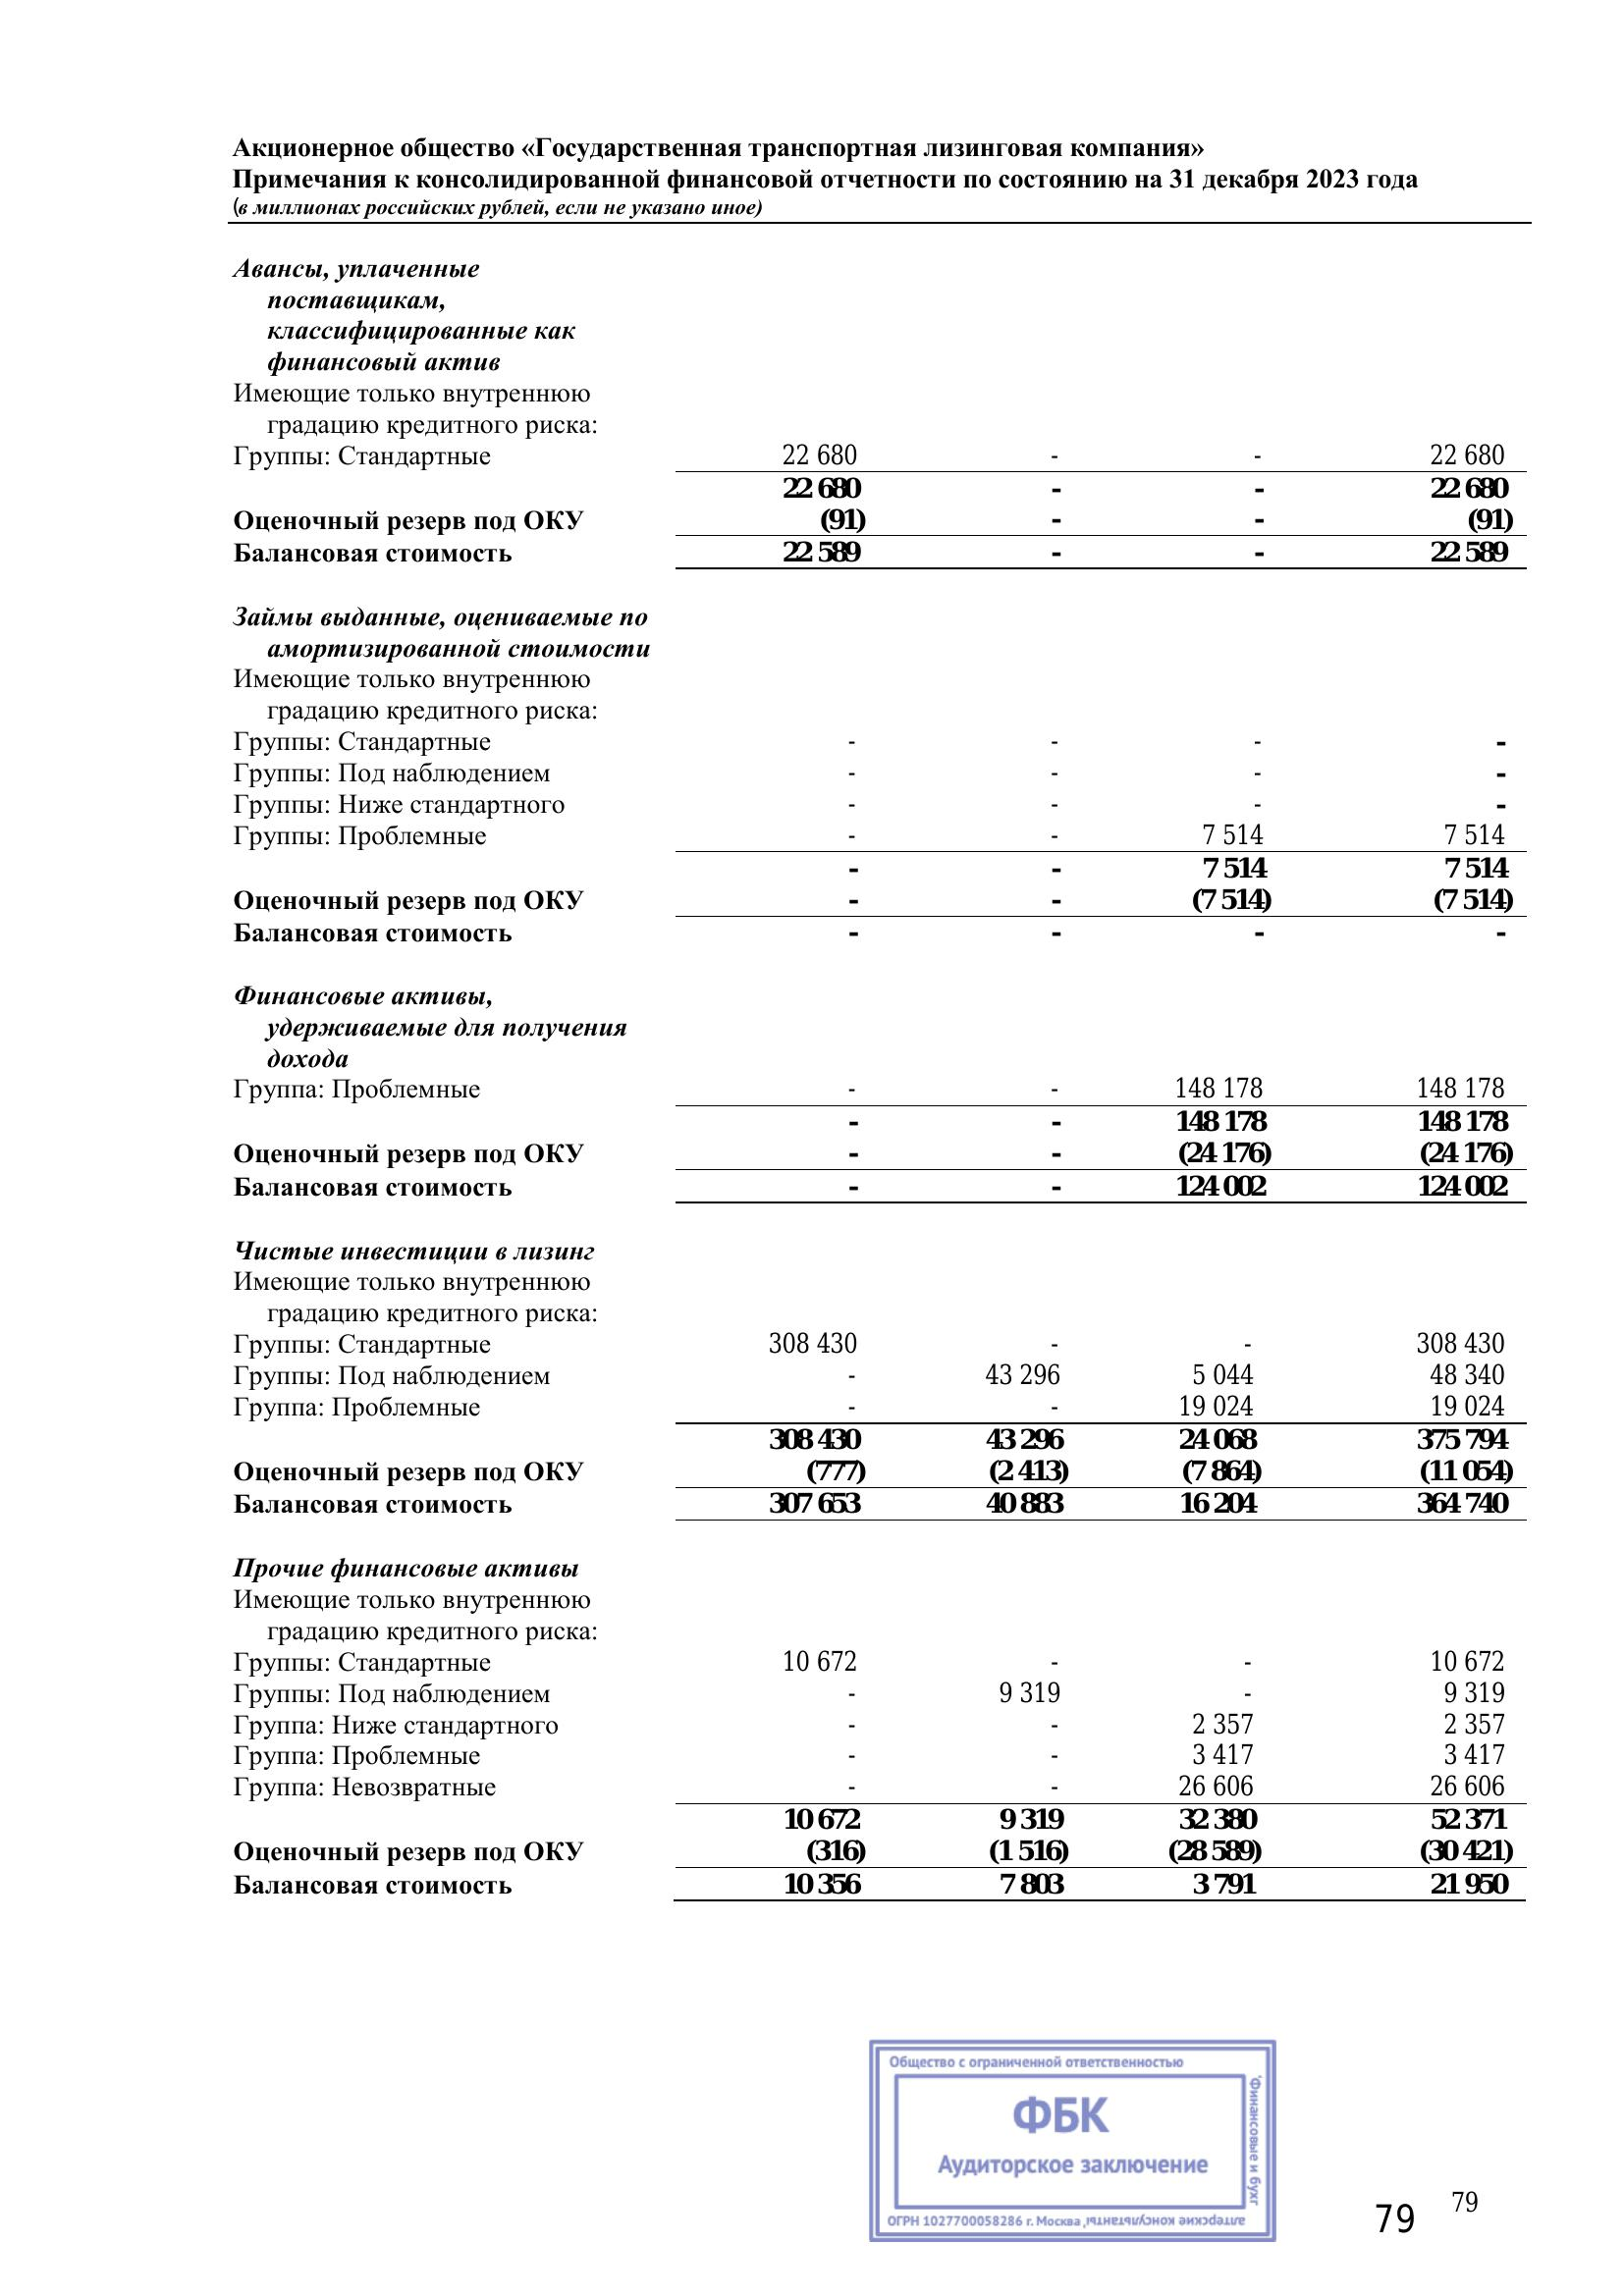 Акционерное общество «Государственная транспортная лизинговая компания»
Примечания к консолидированной финансовой отчетности по состоянию на 31 декабря 2023 года
(в миллионах российских рублей, если не указано иное)
Авансы, уплаченные
поставщикам,
классифицированные как
финансовый актив
Имеющие только внутреннюю
градацию кредитного риска:
Группы: Стандартные 22 680 - - 22 680
22 680 - - 22 680
Оценочный резерв под ОКУ (91) - - (91)
Балансовая стоимость 22 589 - - 22 589
Займы выданные, оцениваемые по
амортизированной стоимости
Имеющие только внутреннюю
градацию кредитного риска:
Группы: Стандартные - - - -
Группы: Под наблюдением - - - -
Группы: Ниже стандартного - - - -
Группы: Проблемные - - 7 514 7 514
- - 7 514 7 514
Оценочный резерв под ОКУ - - (7 514) (7 514)
Балансовая стоимость - - - -
Финансовые активы,
удерживаемые для получения
дохода
Группа: Проблемные - - 148 178 148 178
- - 148 178 148 178
Оценочный резерв под ОКУ - - (24 176) (24 176)
Балансовая стоимость - - 124 002 124 002
Чистые инвестиции в лизинг
Имеющие только внутреннюю
градацию кредитного риска:
Группы: Стандартные 308 430 - - 308 430
Группы: Под наблюдением - 43 296 5 044 48 340
Группа: Проблемные - - 19 024 19 024
308 430 43 296 24 068 375 794
Оценочный резерв под ОКУ (777) (2 413) (7 864) (11 054)
Балансовая стоимость 307 653 40 883 16 204 364 740
Прочие финансовые активы
Имеющие только внутреннюю
градацию кредитного риска:
Группы: Стандартные 10 672 - - 10 672
Группы: Под наблюдением - 9 319 - 9 319
Группа: Ниже стандартного - - 2 357 2 357
Группа: Проблемные - - 3 417 3 417
Группа: Невозвратные - - 26 606 26 606
10 672 9 319 32 380 52 371
Оценочный резерв под ОКУ (316) (1 516) (28 589) (30 421)
Балансовая стоимость 10 356 7 803 3 791 21 950
Общество с ограниченной ответственностью
"Финансовые и бухг
алтерские консультанты"
ФБК
Аудиторское заключение
ОГРН 1027700058286 г. Москва
79
79